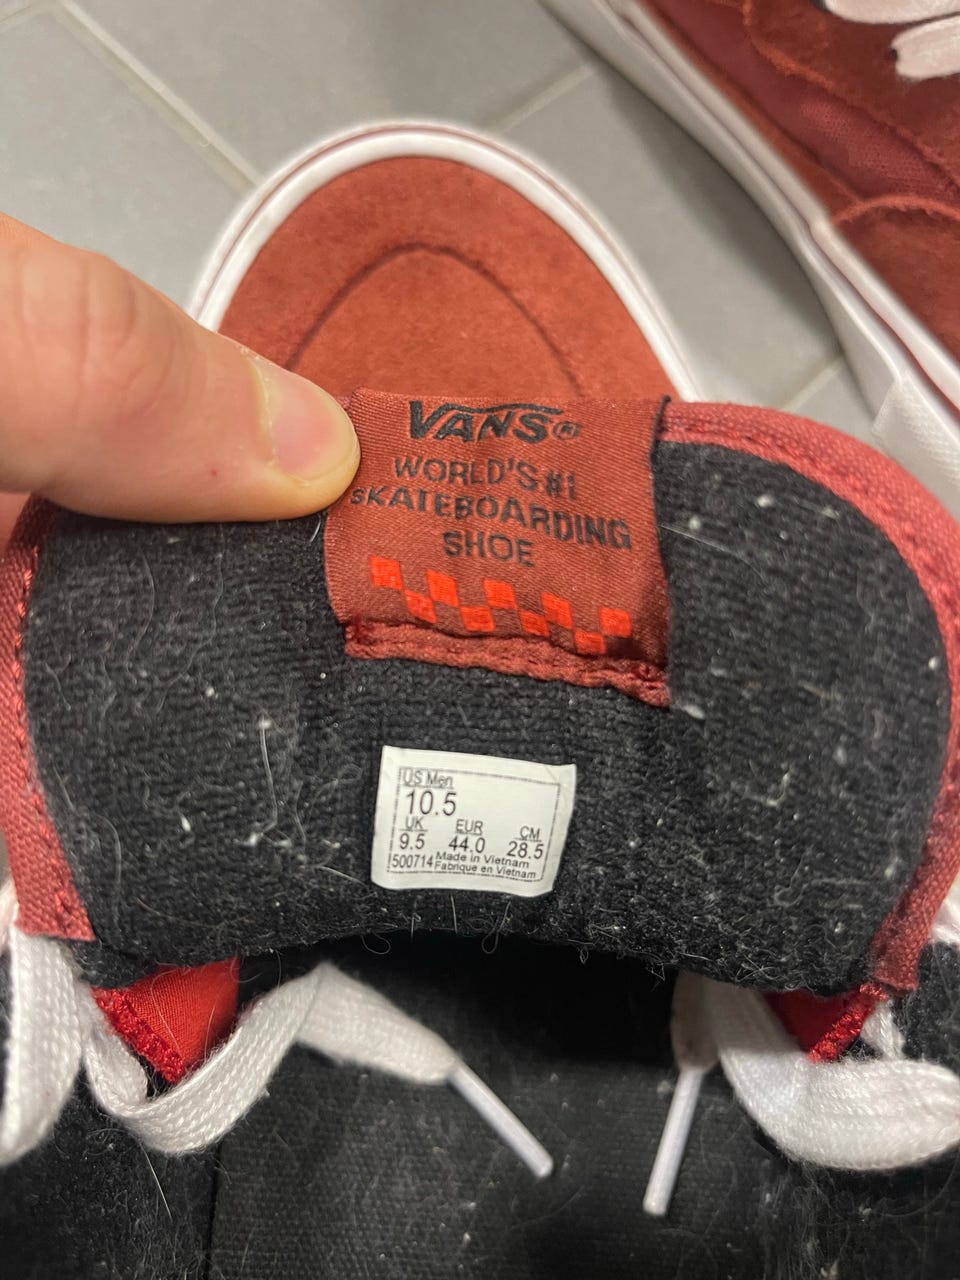 VANS®
WORLD'S #1
SKATEBOARDING
SHOE
US Men
10.5
UK EUR CM
9.5 44.0 28.5
500714 Made in Vietnam
Fabrique en Vietnam